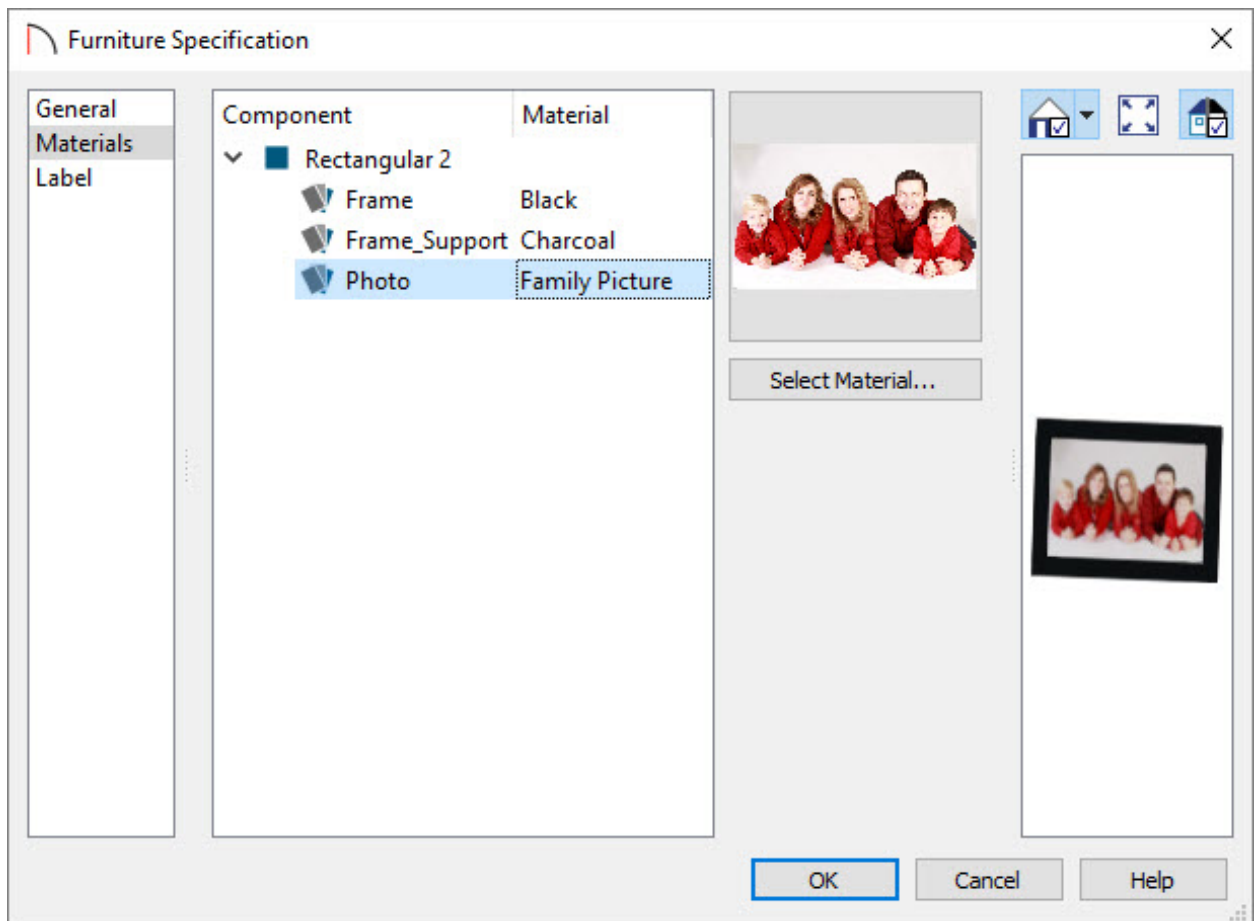 Furniture Specification
General
Materials
Label
Component Material
Rectangular 2
Frame Black
Frame_Support Charcoal
Photo Family Picture
Select Material...
OK Cancel Help